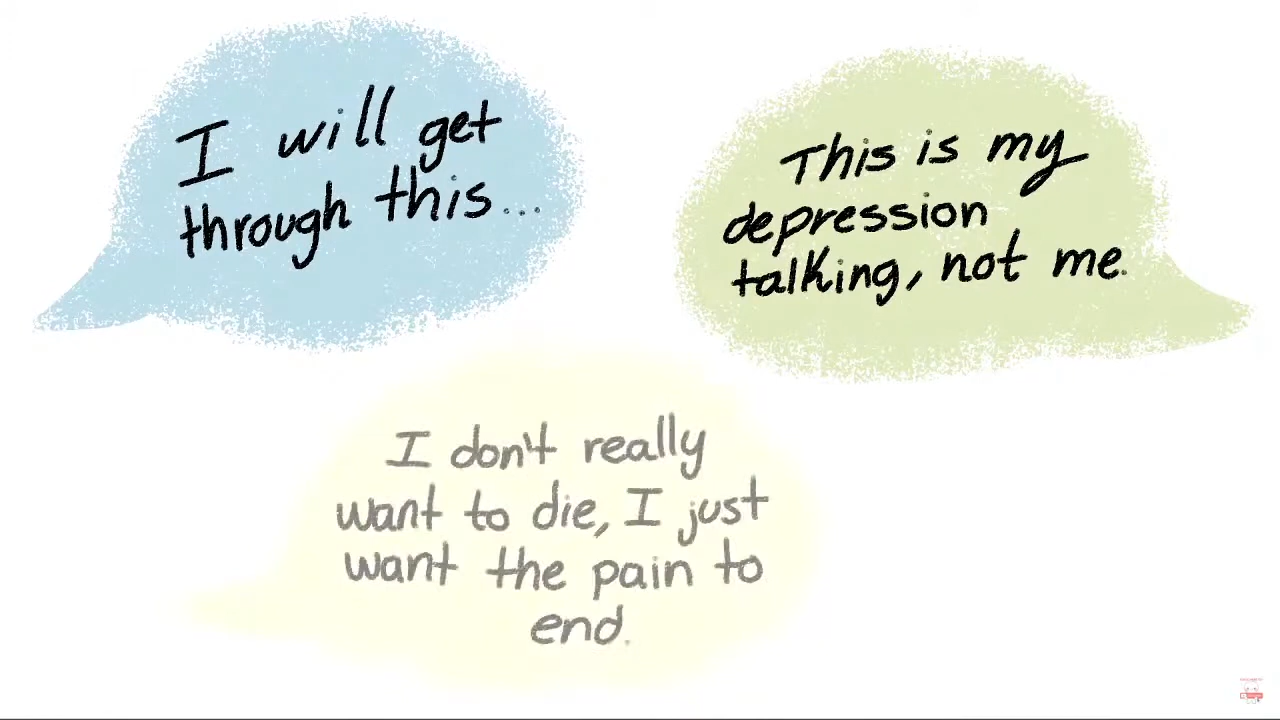 I will get
through this...
This is my
depression
talking, not me.
I don't really
want to die, I just
want the pain to
end.